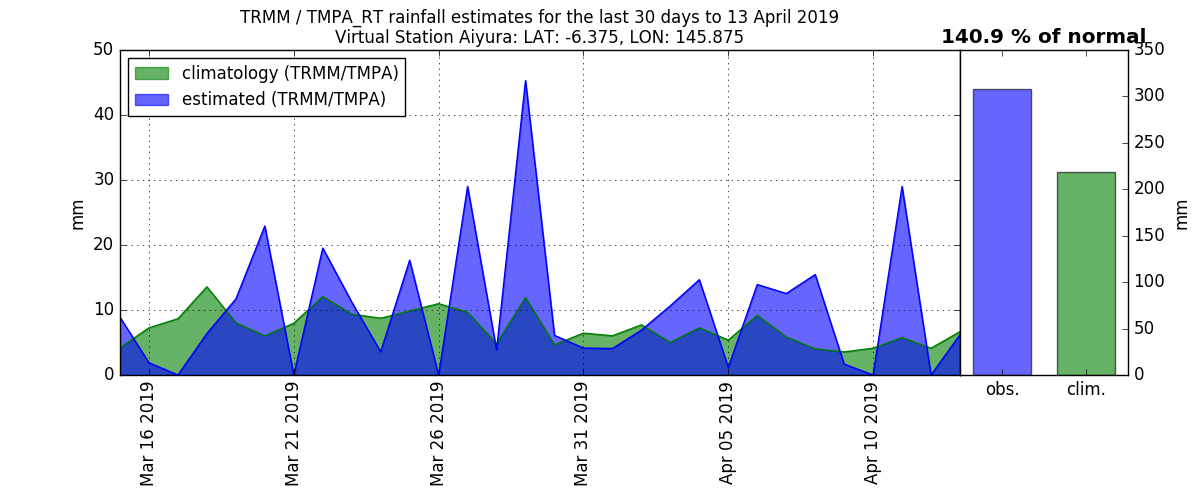 TRMM / TMPA_RT rainfall estimates for the last 30 days to 13 April 2019
Virtual Station Aiyura: LAT: -6.375, LON: 145.875
140.9 % of normal
climatology (TRMM/TMPA)
estimated (TRMM/TMPA)
50
40
30
20
10
0
mm
350
300
250
200
150
100
50
0
mm
obs.
clim.
Mar 16 2019
Mar 21 2019
Mar 26 2019
Mar 31 2019
Apr 05 2019
Apr 10 2019